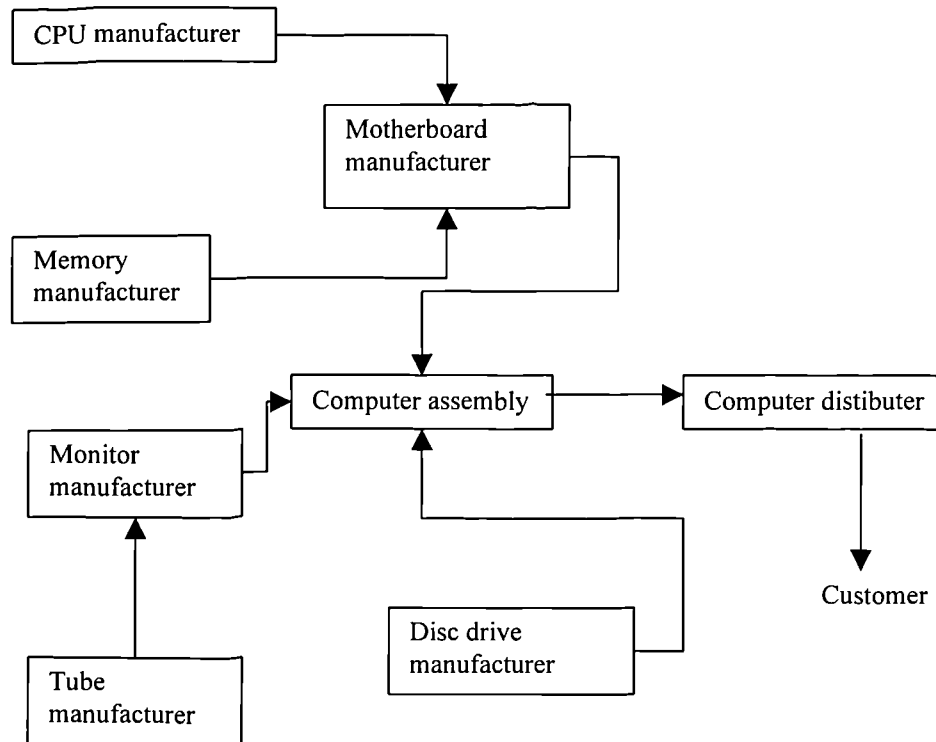 CPU manufacturer
Motherboard
manufacturer
Memory
manufacturer
Computer assembly
Computer distibuter
Monitor
manufacturer
Customer
Disc drive
manufacturer
Tube
manufacturer